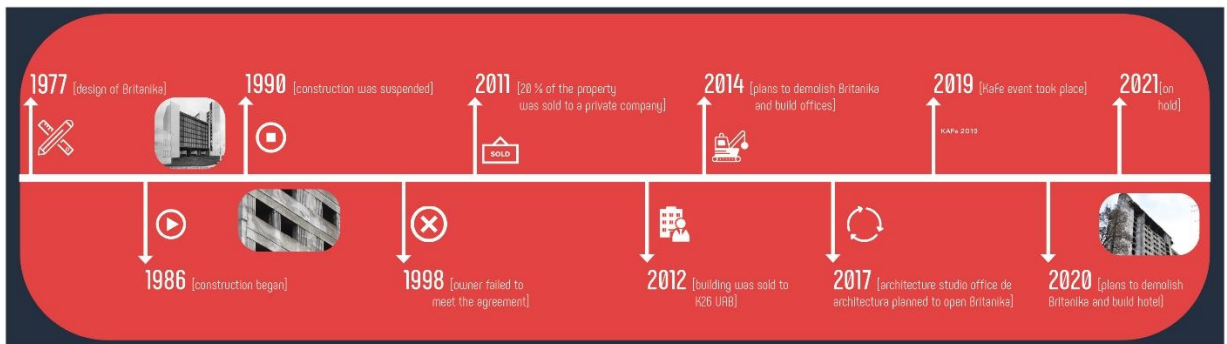 1977 [design of Britanika]
1990 [construction was suspended]
2011 [20 % of the property
was sold to a private company]
2014 [plans to demolish Britanika
and build offices]
2019 [Kafe event took place]
2021 [on
hold]
SOLD
KAFe 2019
1986 [construction began]
1998 [owner failed to
meet the agreement]
2012 [building was sold to
K26 UAB]
2017 [architecture studio office de
architectura planned to open Britanika]
2020 [plans to demolish
Britanika and build hotel]